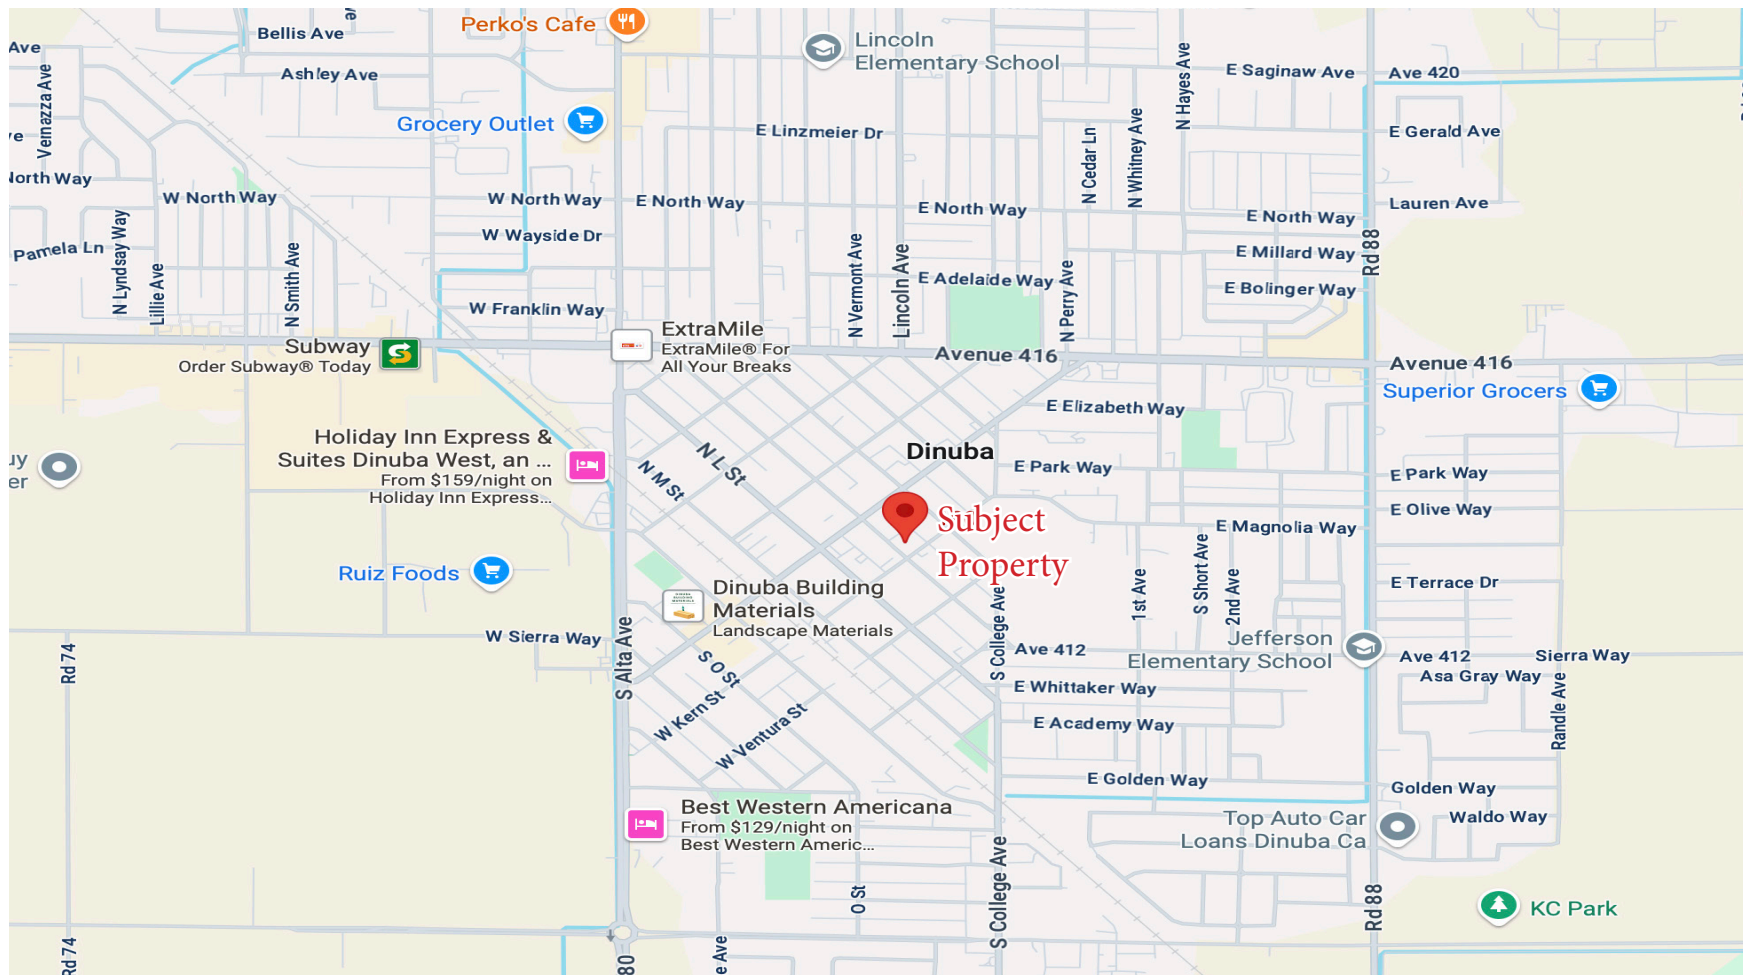 Perko's Cafe
Bellis Ave
Lincoln
Elementary School
Ave
Ashley Ave
E Saginaw Ave
Ave 420
Vernazza Ave
Grocery Outlet
E Linzmeier Dr
N Hayes Ave
E Gerald Ave
N Cedar Ln
N Whitney Ave
North Way
W North Way
W North Way
E North Way
E North Way
E North Way
Lauren Ave
W Wayside Dr
Pamela Ln
N Lyndsay Way
Lillie Ave
N Smith Ave
N Vermont Ave
Lincoln Ave
E Adelaide Way
N Perry Ave
E Millard Way
E Bolinger Way
Rd 88
W Franklin Way
Subway
Order Subway® Today
ExtraMile
ExtraMile® For
All Your Breaks
Avenue 416
Avenue 416
Superior Grocers
E Elizabeth Way
Holiday Inn Express &
Suites Dinuba West, an ...
From $159/night on
Holiday Inn Express...
N L St
N M St
Dinuba
E Park Way
E Park Way
uy
er
Subject
Property
E Olive Way
E Magnolia Way
Ruiz Foods
Dinuba Building
Materials
Landscape Materials
S College Ave
1st Ave
S Short Ave
2nd Ave
E Terrace Dr
W Sierra Way
S Alta Ave
Rd 74
Ave 412
Jefferson
Elementary School
Ave 412
Sierra Way
Asa Gray Way
S O St
W Kern St
W Ventura St
E Whittaker Way
E Academy Way
Randle Ave
E Golden Way
Golden Way
Best Western Americana
From $129/night on
Best Western Americ...
Top Auto Car
Loans Dinuba Ca
Waldo Way
O St
S College Ave
Rd 88
KC Park
Rd 74
80
e Ave